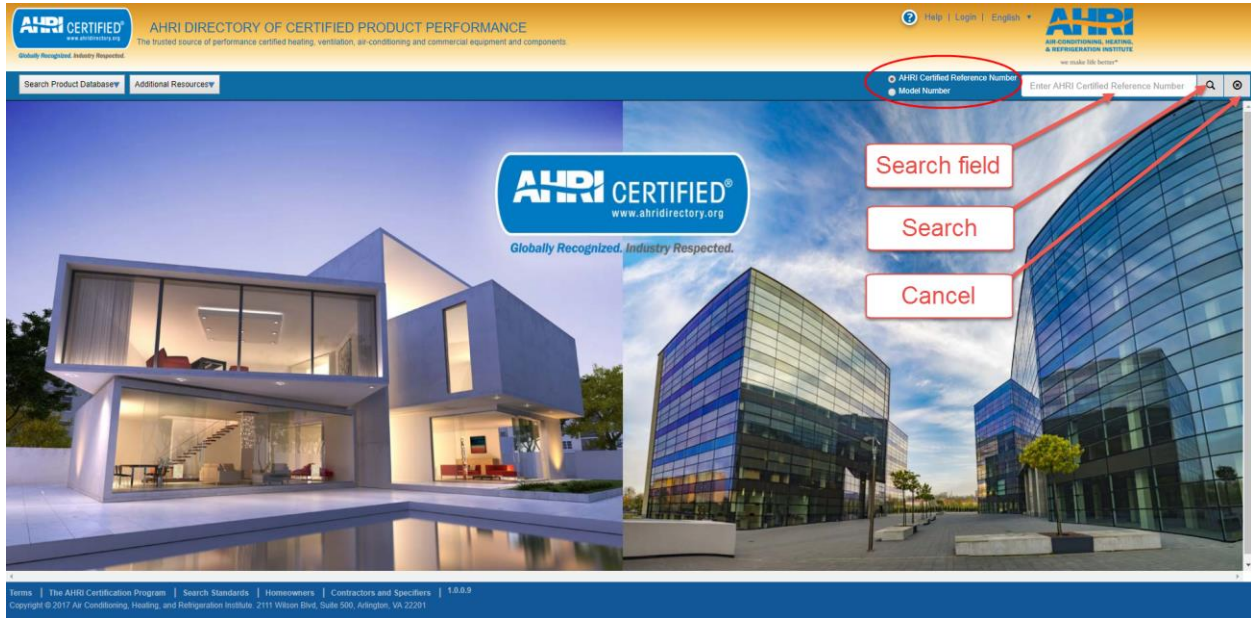 AHRI CERTIFIED®
www.ahridirectory.org
Globally Recognized. Industry Respected.
AHRI DIRECTORY OF CERTIFIED PRODUCT PERFORMANCE
The trusted source of performance certified heating, ventilation, air-conditioning and commercial equipment and components.
? Help | Login | English
AHRI
AIR-CONDITIONING, HEATING,
& REFRIGERATION INSTITUTE
we make life better®
Search Product Database
Additional Resources
AHRI Certified Reference Number
Model Number
Enter AHRI Certified Reference Number
AHRI CERTIFIED®
www.ahridirectory.org
Globally Recognized. Industry Respected.
Search field
Search
Cancel
Terms | The AHRI Certification Program | Search Standards | Homeowners | Contractors and Specifiers | 1.0.0.9
Copyright © 2017 Air Conditioning, Heating, and Refrigeration Institute. 2111 Wilson Blvd, Suite 500, Arlington, VA 22201